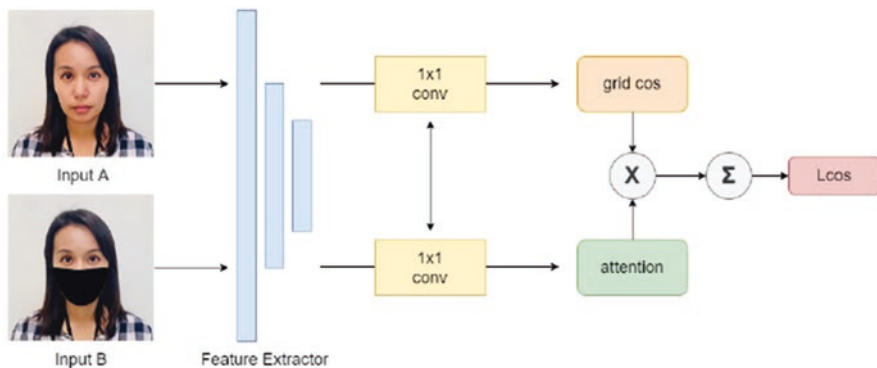 Input A
Input B
Feature Extractor
1x1
conv
1x1
conv
grid cos
attention
X
Σ
Lcos